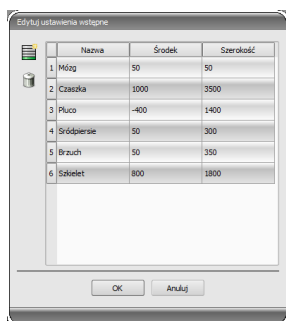 Edytuj ustawienia wstępne
Nazwa Środek Szerokość
1 Mózg 50 50
2 Czaszka 1000 3500
3 Płuco -400 1400
4 Śródpiersie 50 300
5 Brzuch 50 350
6 Szkielet 800 1800
OK Anuluj